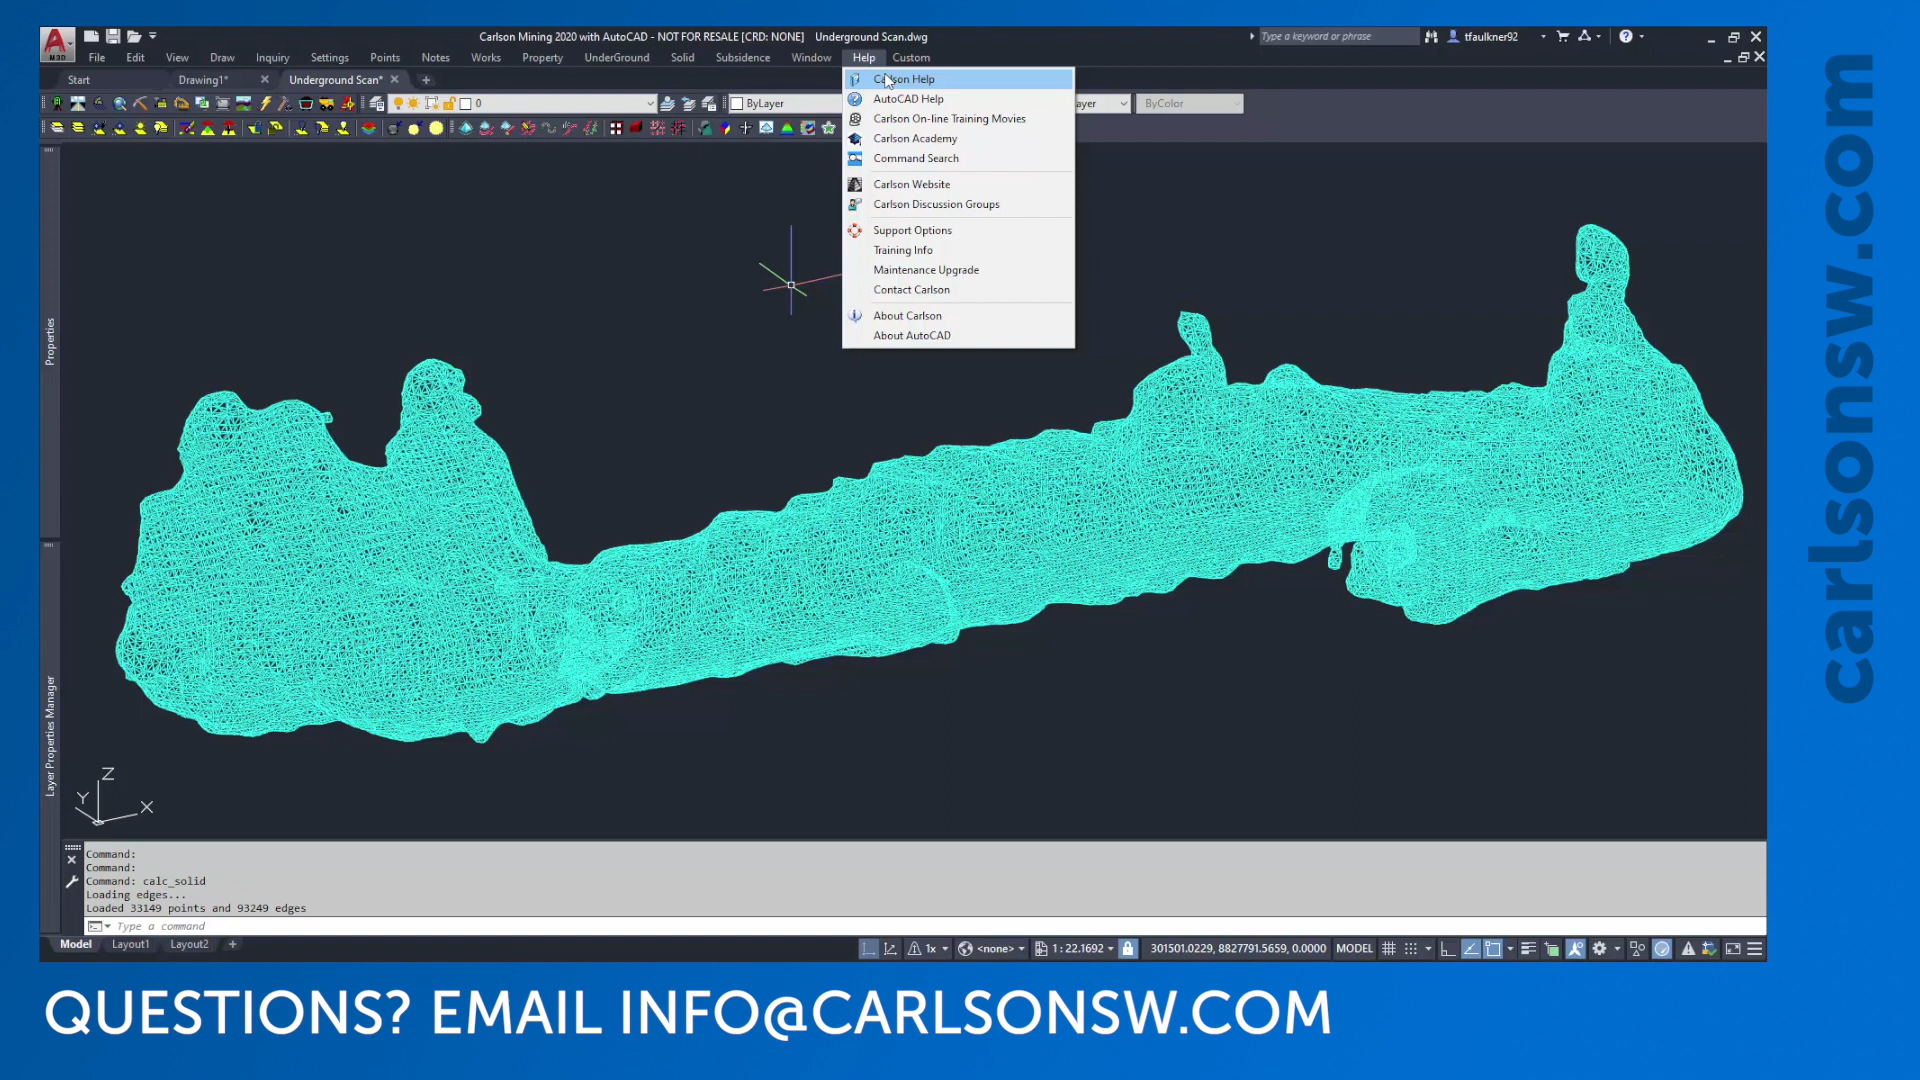 Carlson Mining 2020 with AutoCAD - NOT FOR RESALE [CRD: NONE] Underground Scan.dwg
Type a keyword or phrase
tfaulkner92
M3D
File Edit View Draw Inquiry Settings Points Notes Works Property UnderGround Solid Subsidence Window Help Custom
Start Drawing1* Underground Scan*
0
ByLayer
ayer
ByColor
Carlson Help
AutoCAD Help
Carlson On-line Training Movies
Carlson Academy
Command Search
Carlson Website
Carlson Discussion Groups
Support Options
Training Info
Maintenance Upgrade
Contact Carlson
About Carlson
About AutoCAD
Properties
Layer Properties Manager
Z
Y
X
Command:
Command:
Command: calc_solid
Loading edges...
Loaded 33149 points and 93249 edges
Type a command
Model Layout1 Layout2
1x <none> 1 : 22.1692 301501.0229, 8827791.5659, 0.0000 MODEL
carlsonsw.com
QUESTIONS? EMAIL INFO@CARLSONSW.COM